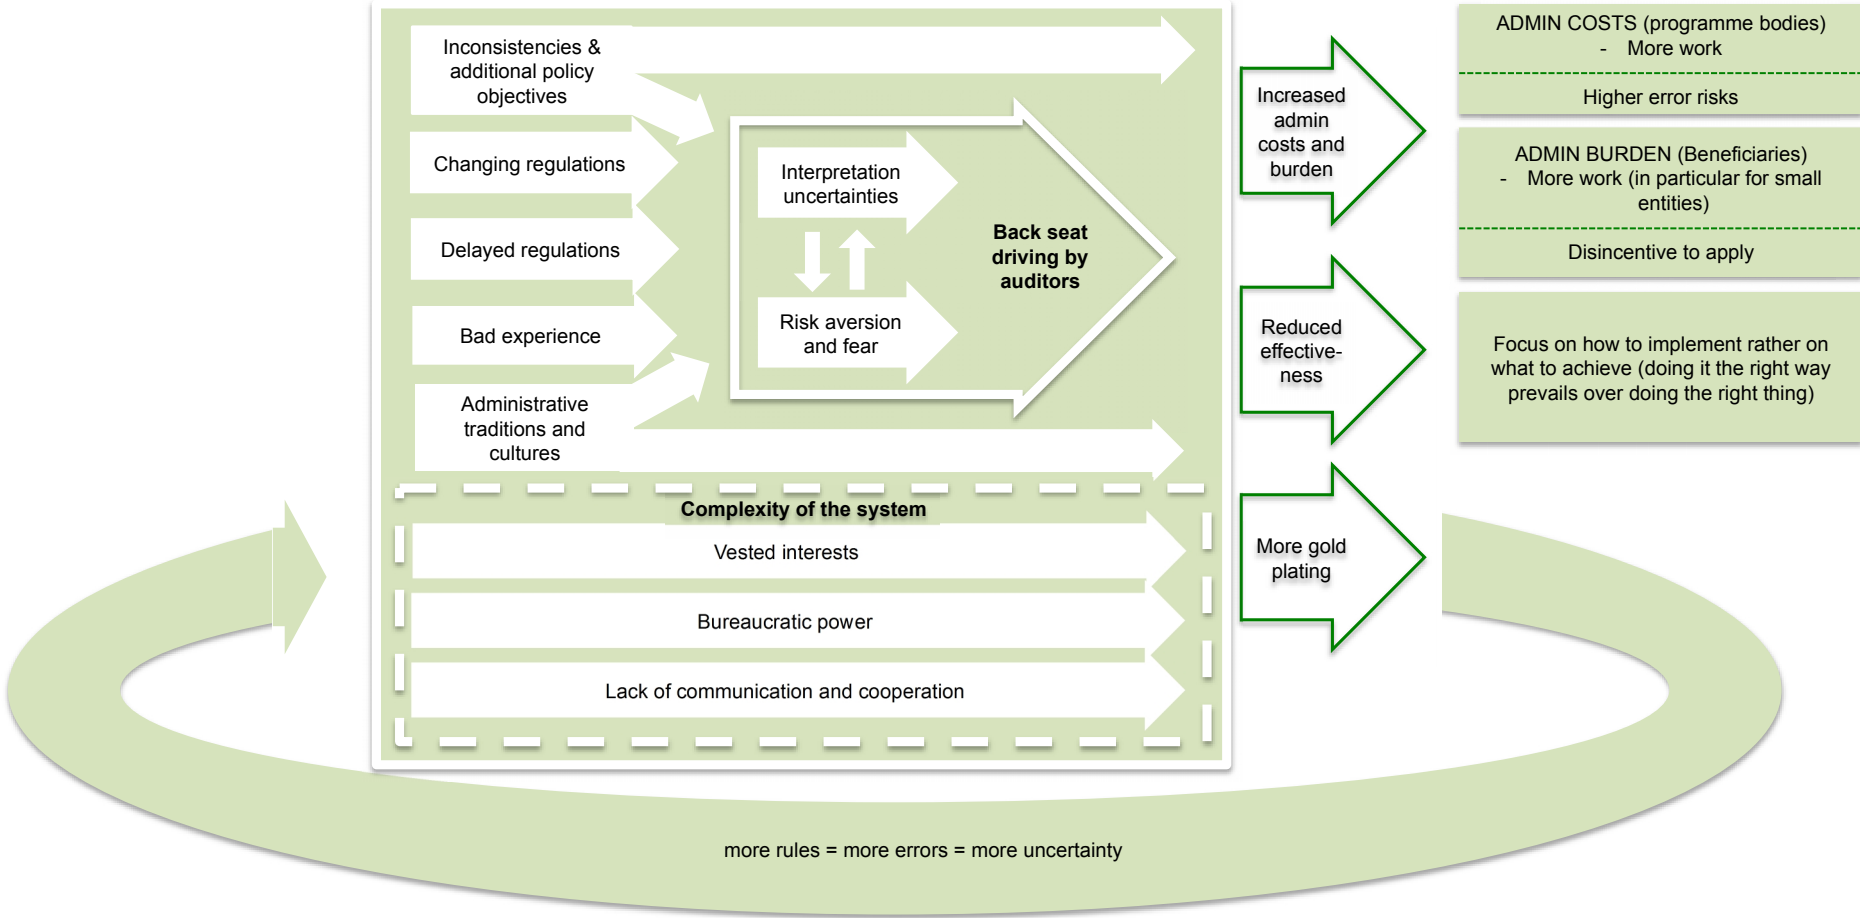 Inconsistencies &
additional policy
objectives
Changing regulations
Delayed regulations
Bad experience
Administrative
traditions and
cultures
Interpretation
uncertainties
Risk aversion
and fear
Back seat
driving by
auditors
Complexity of the system
Vested interests
Bureaucratic power
Lack of communication and cooperation
Increased
admin
costs and
burden
Reduced
effective-
ness
More gold
plating
ADMIN COSTS (programme bodies)
- More work
Higher error risks
ADMIN BURDEN (Beneficiaries)
- More work (in particular for small
entities)
Disincentive to apply
Focus on how to implement rather on
what to achieve (doing it the right way
prevails over doing the right thing)
more rules = more errors = more uncertainty